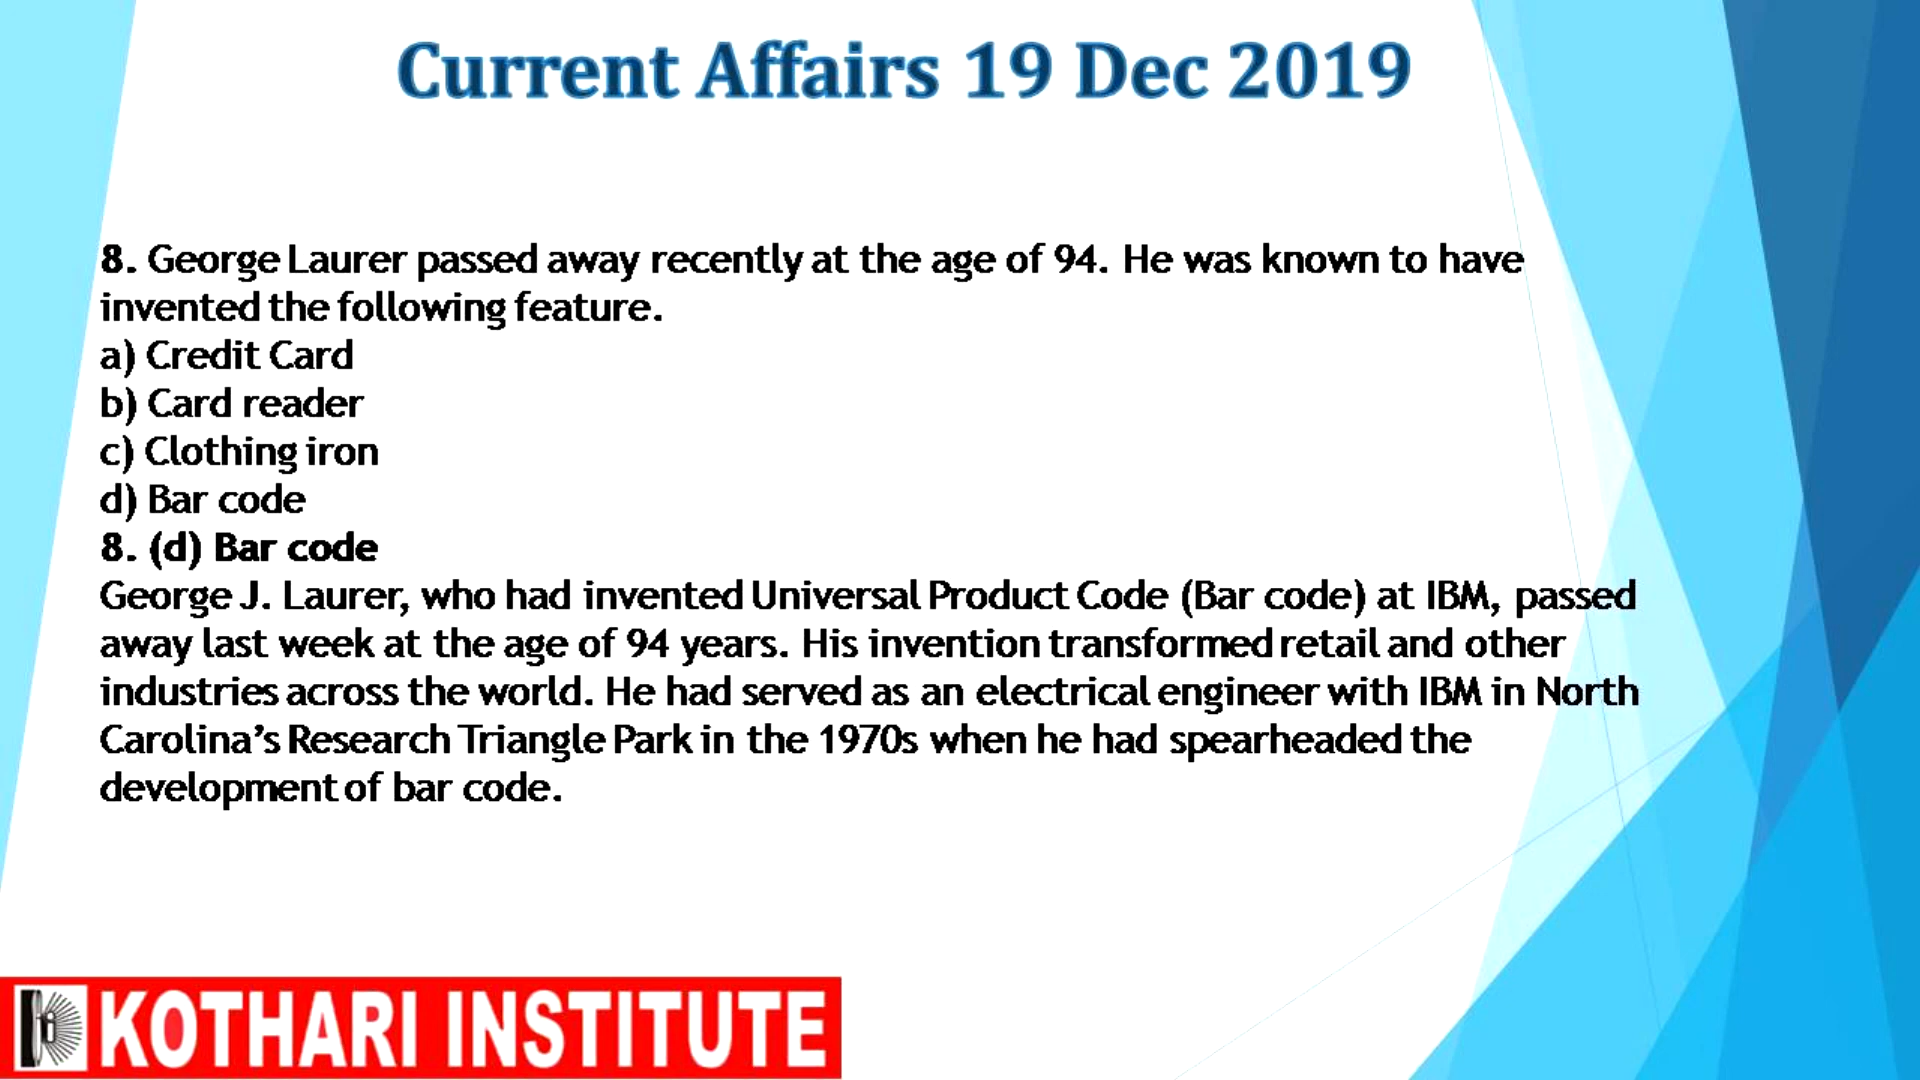 Current Affairs 19 Dec 2019
8. George Laurer passed away recently at the age of 94. He was known to have
invented the following feature.
a) Credit Card
b) Card reader
c) Clothing iron
d) Bar code
8. (d) Bar code
George J. Laurer, who had invented Universal Product Code (Bar code) at IBM, passed
away last week at the age of 94 years. His invention transformed retail and other
industries across the world. He had served as an electrical engineer with IBM in North
Carolina’s Research Triangle Park in the 1970s when he had spearheaded the
development of bar code.
KOTHARI INSTITUTE